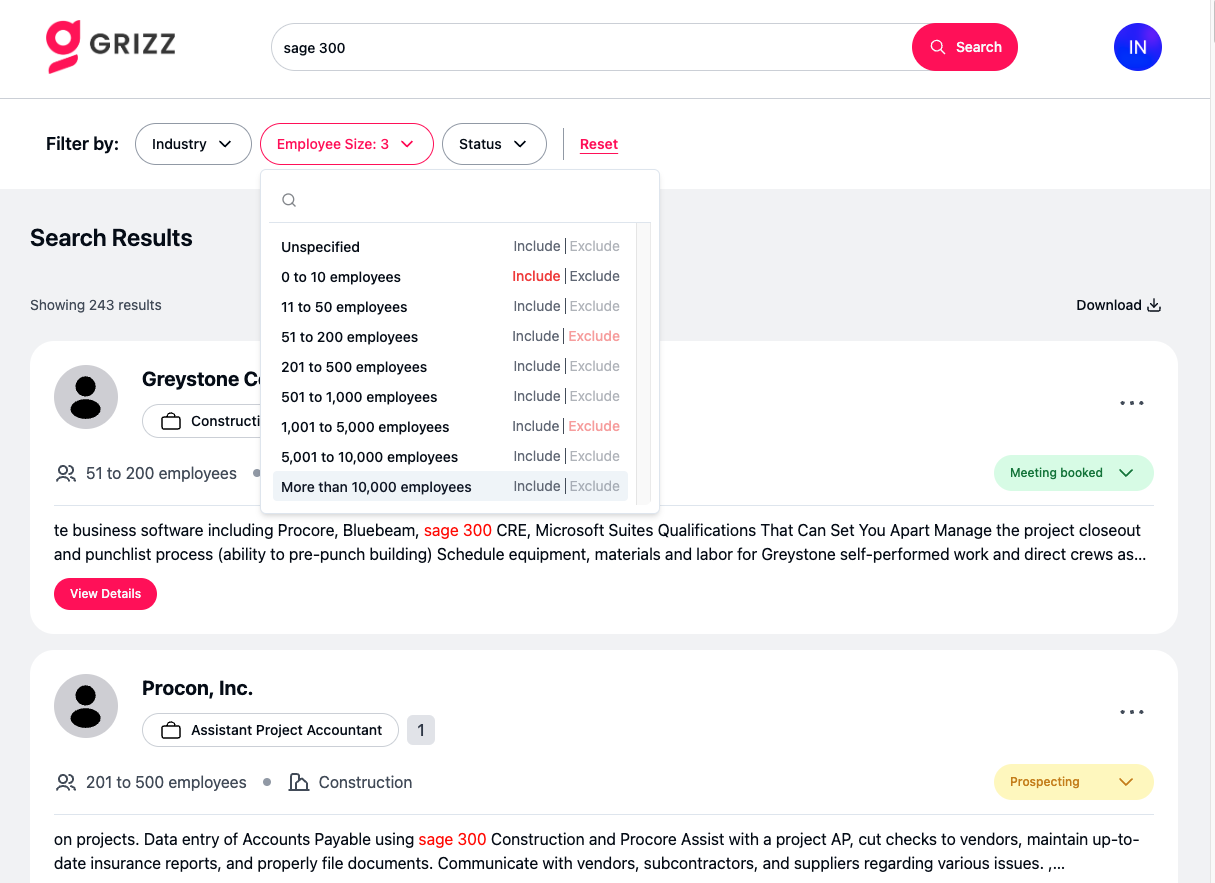 GRIZZ
sage 300
Search
IN
Filter by:
Industry
Employee Size: 3
Status
Reset
Search Results
Unspecified Include | Exclude
0 to 10 employees Include | Exclude
11 to 50 employees Include | Exclude
51 to 200 employees Include | Exclude
201 to 500 employees Include | Exclude
501 to 1,000 employees Include | Exclude
1,001 to 5,000 employees Include | Exclude
5,001 to 10,000 employees Include | Exclude
More than 10,000 employees Include | Exclude
Showing 243 results
Download
Greystone Co
Constructi
51 to 200 employees
Meeting booked
te business software including Procore, Bluebeam, sage 300 CRE, Microsoft Suites Qualifications That Can Set You Apart Manage the project closeout
and punchlist process (ability to pre-punch building) Schedule equipment, materials and labor for Greystone self-performed work and direct crews as...
View Details
Procon, Inc.
Assistant Project Accountant
1
201 to 500 employees • Construction
Prospecting
on projects. Data entry of Accounts Payable using sage 300 Construction and Procore Assist with a project AP, cut checks to vendors, maintain up-to-
date insurance reports, and properly file documents. Communicate with vendors, subcontractors, and suppliers regarding various issues. ,...